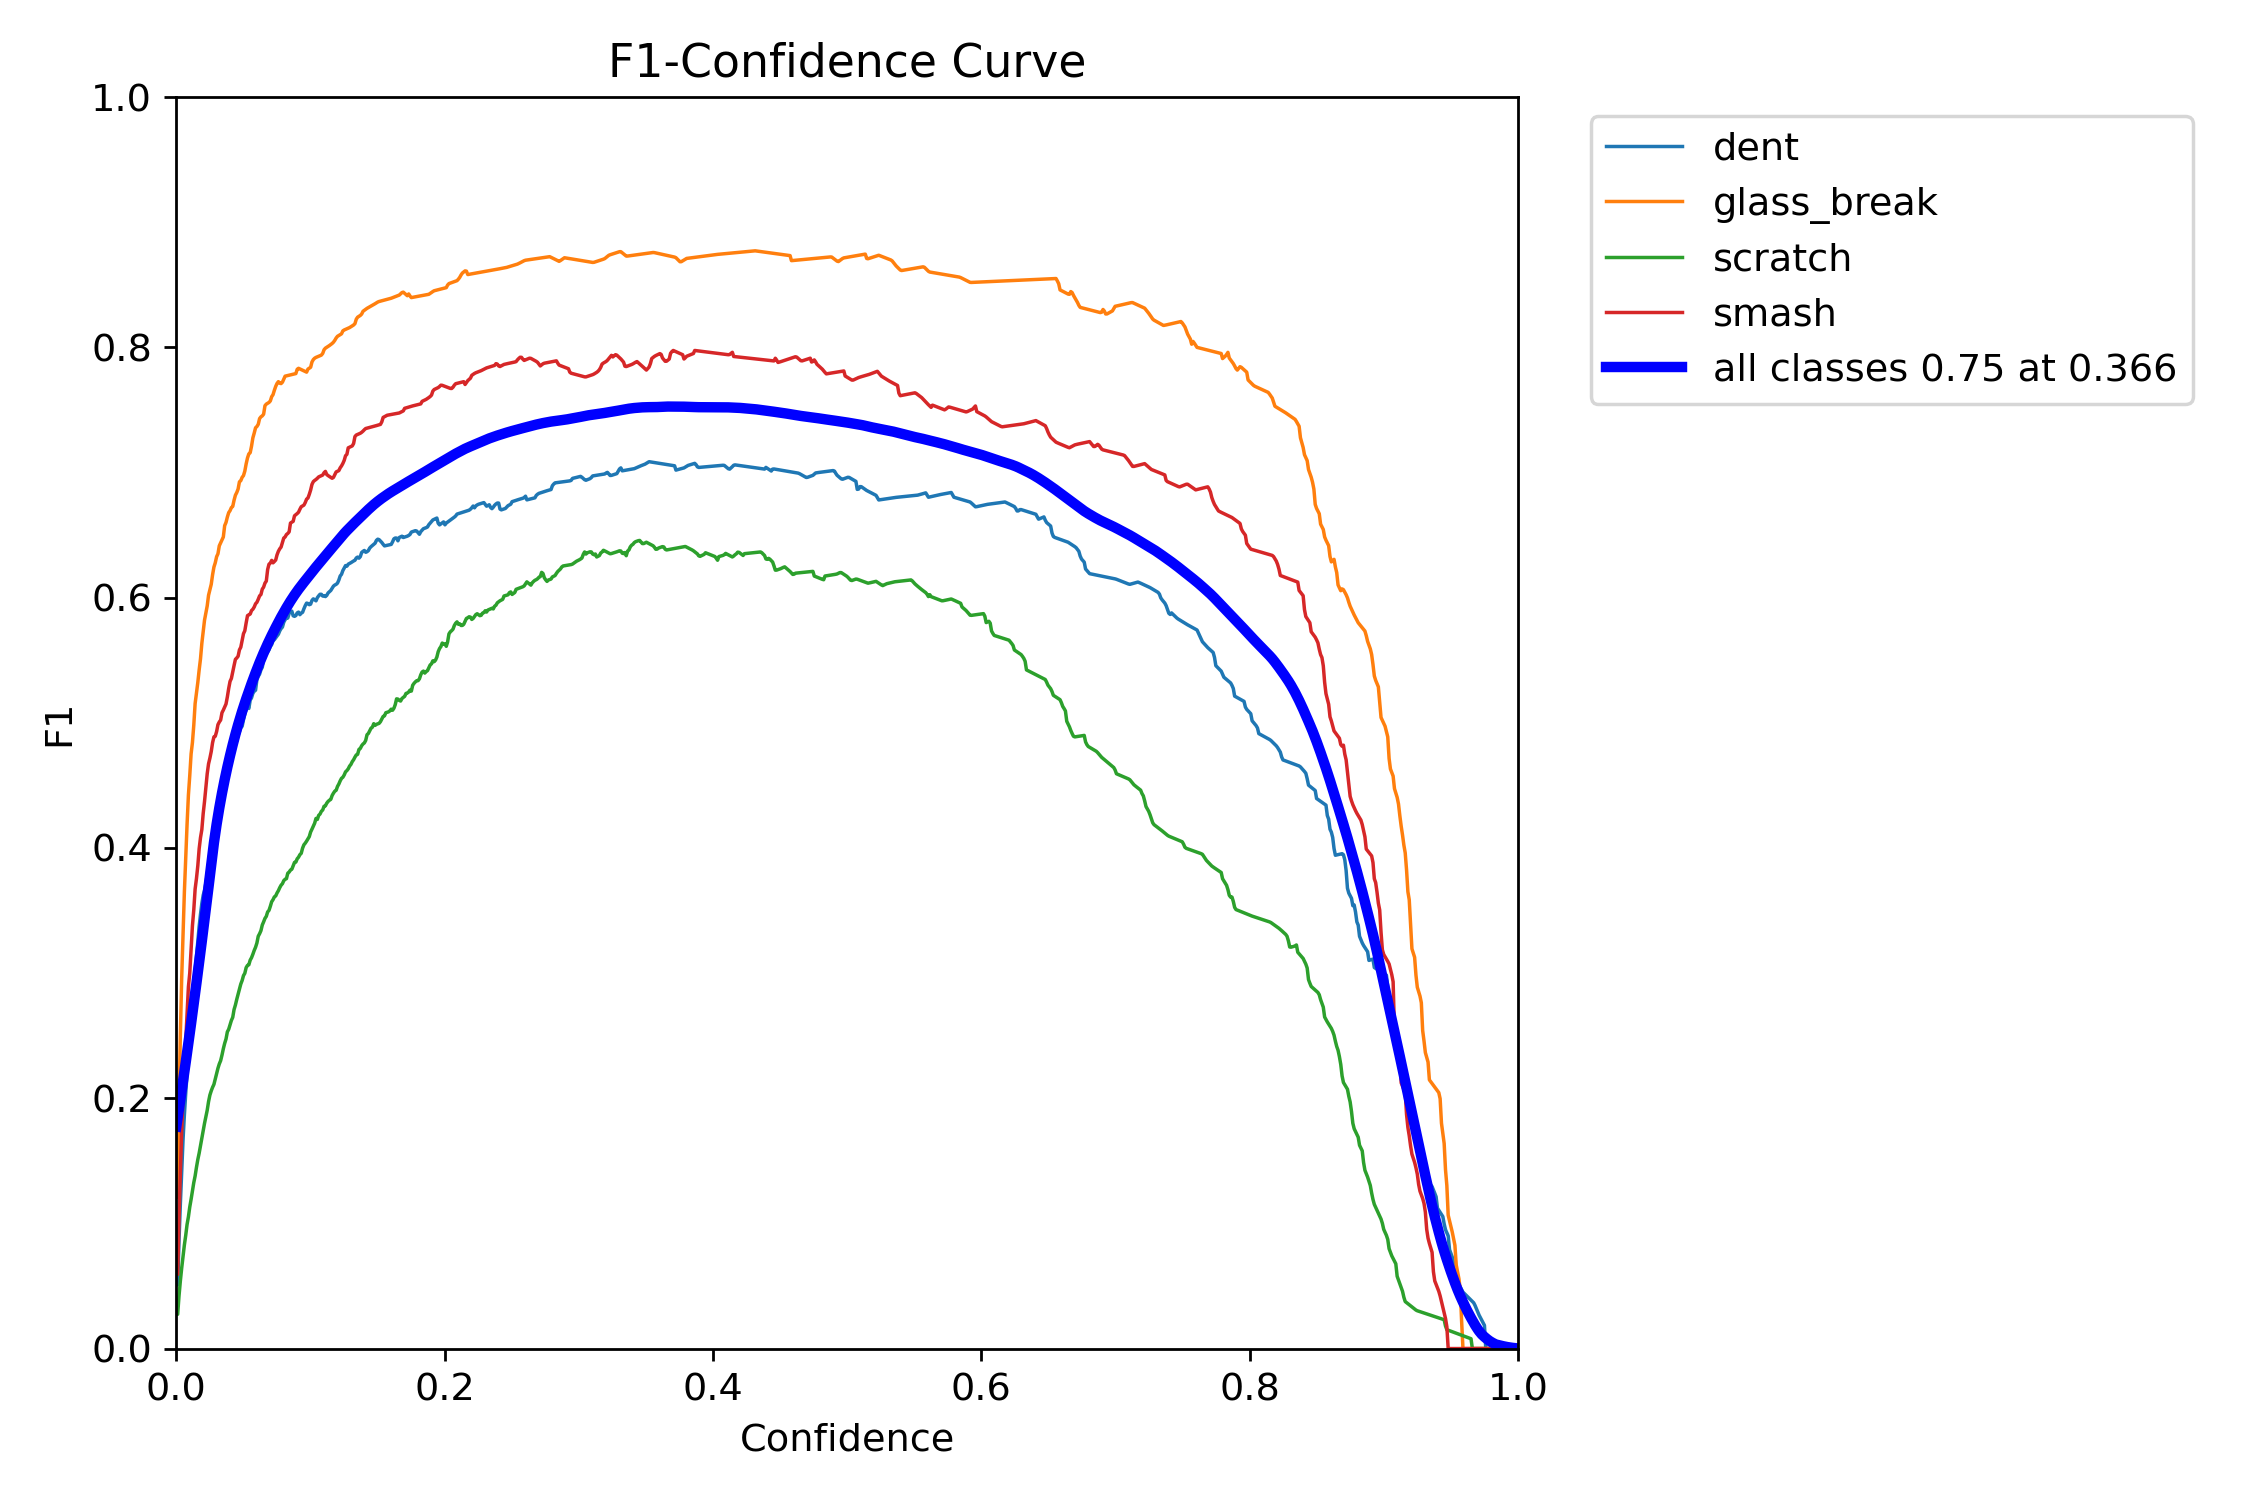 F1-Confidence Curve
1.0
0.8
0.6
0.4
0.2
0.0
F1
0.0 0.2 0.4 0.6 0.8 1.0
Confidence
dent
glass_break
scratch
smash
all classes 0.75 at 0.366